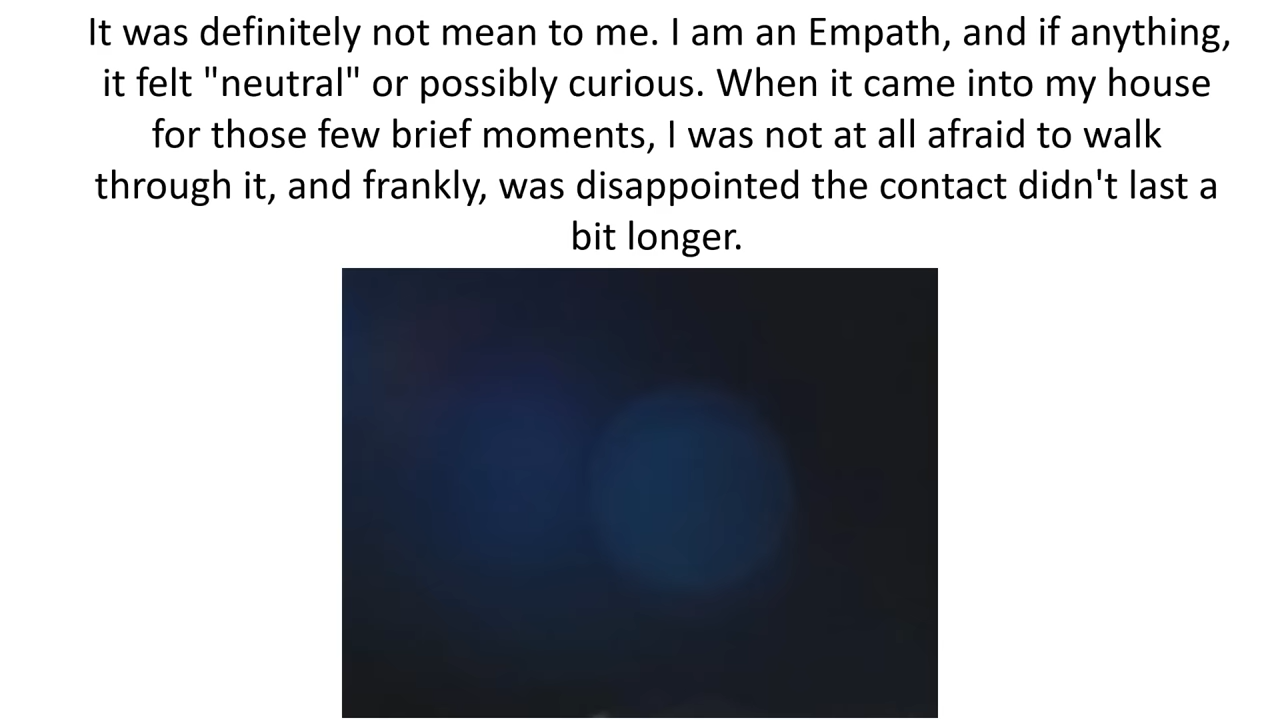 It was definitely not mean to me. I am an Empath, and if anything,
it felt "neutral" or possibly curious. When it came into my house
for those few brief moments, I was not at all afraid to walk
through it, and frankly, was disappointed the contact didn't last a
bit longer.